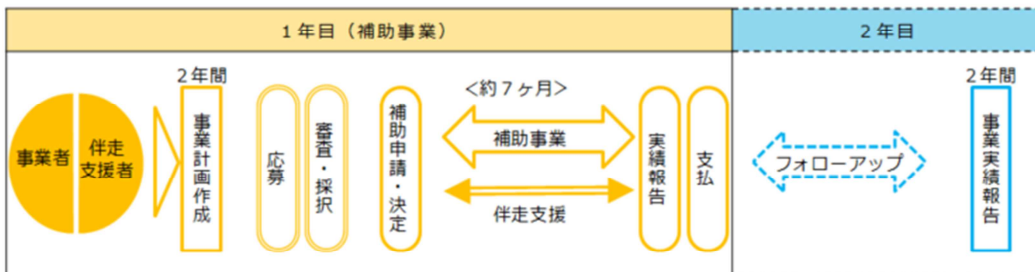 1年目（補助事業）
2年目
事業者
伴走
支援者
2年間
事業計画作成
応募
審査・採択
補助申請・決定
<約7ヶ月>
補助事業
伴走支援
実績報告
支払
フォローアップ
2年間
事業実績報告